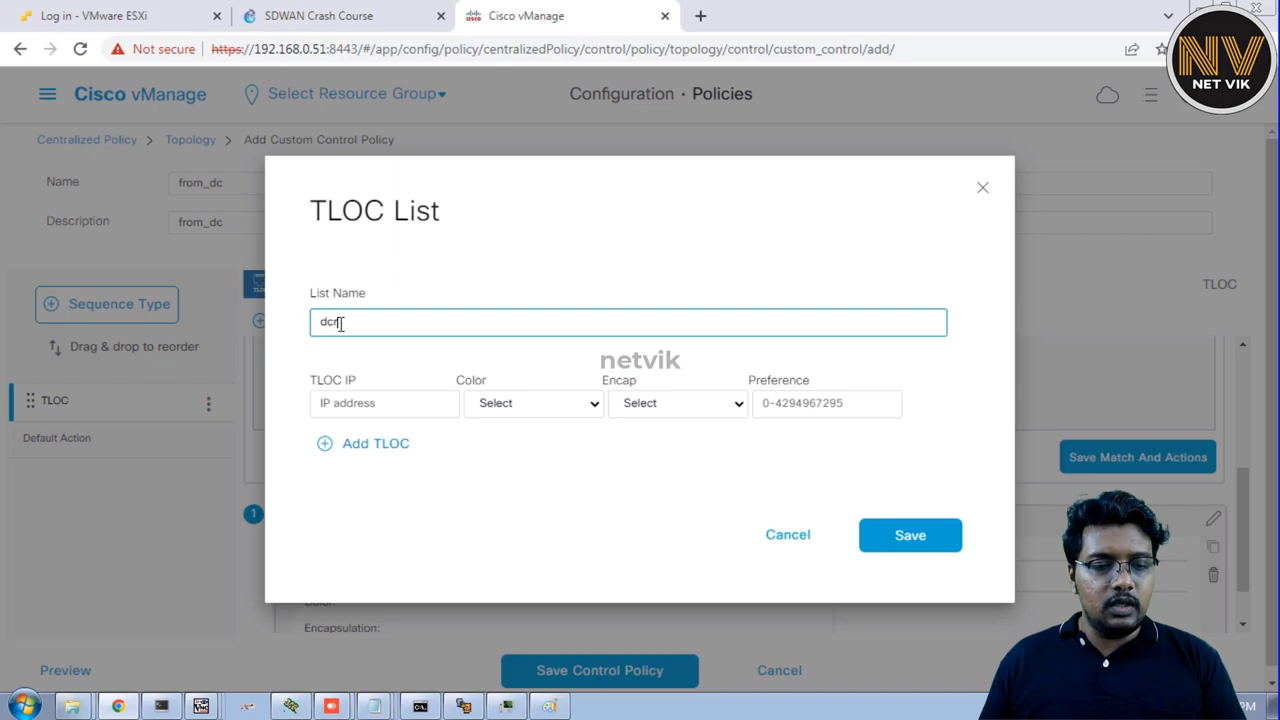 Log in - VMware ESXi
SDWAN Crash Course
Cisco vManage
Not secure https://192.168.0.51:8443/#/app/config/policy/centralizedPolicy/control/policy/topology/control/custom_control/add/
NV
NET VIK
Cisco vManage
Select Resource Group
Configuration · Policies
Centralized Policy > Topology > Add Custom Control Policy
Name
from_dc
Description
from_dc
TLOC List
TLOC
Sequence Type
List Name
Drag & drop to reorder
dcr
netvik
TLOC IP Color Encap Preference
TLOC
IP address Select Select 0-4294967295
Default Action
Add TLOC
Save Match And Actions
1
Cancel
Save
Encapsulation:
Preview
Save Control Policy
Cancel
PM